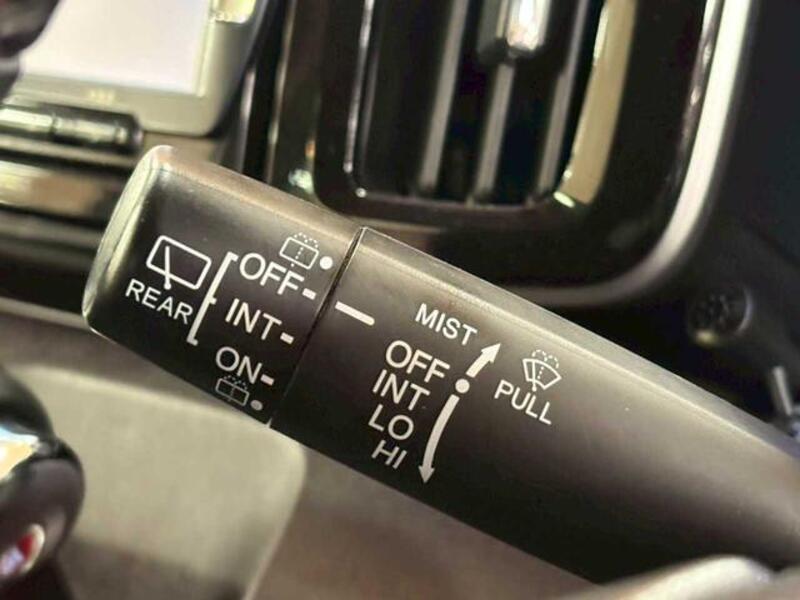 REAR
OFF
INT
ON
MIST
OFF
INT
LO
HI
PULL